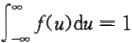 ∫_{-∞}^{∞} f(u)du = 1